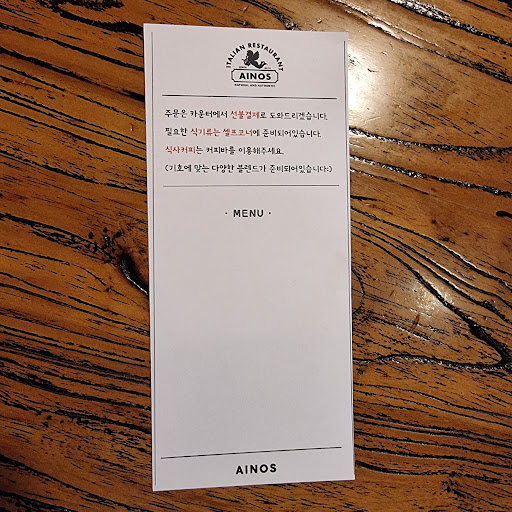 ITALIAN RESTAURANT
AINOS
주문은 카운터에서 선불결제로 도와드리겠습니다.
필요한 식기류는 셀프코너에 준비되어있습니다.
식사커피는 커피바를 이용해주세요.
(기호에 맞는 다양한 블렌드가 준비되어있습니다:)
· MENU ·
AINOS